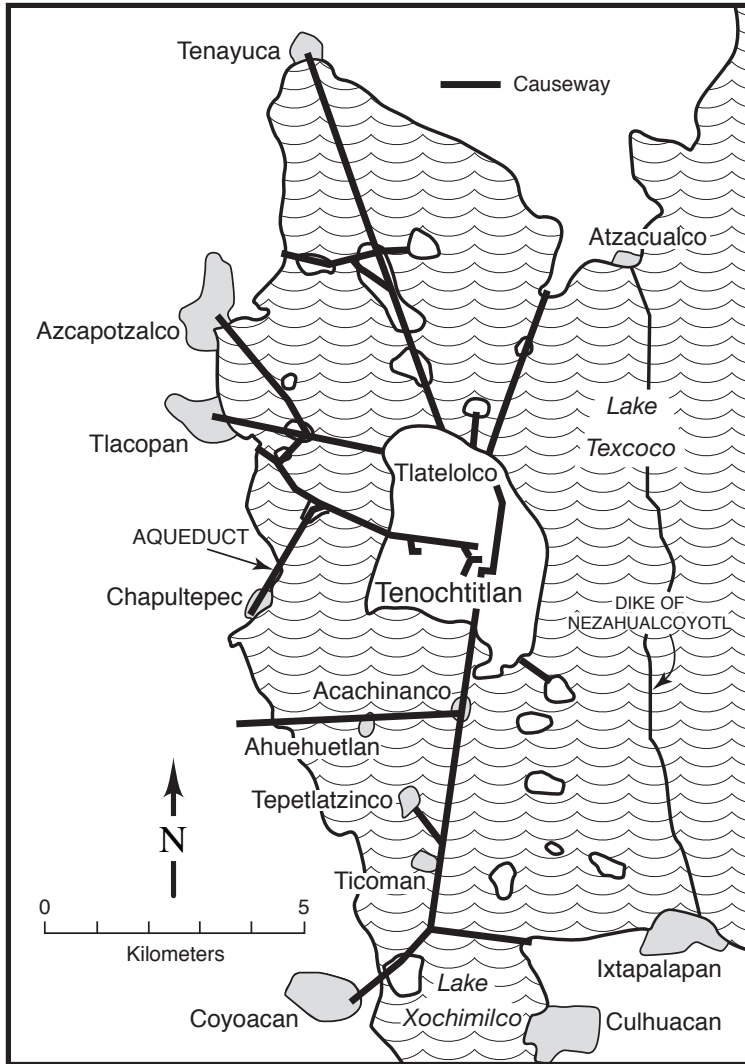 Tenayuca
Causeway
Atzacualco
Azcapotzalco
Lake
Texcoco
Tlacopan
Tlatelolco
AQUEDUCT
Chapultepec
Tenochtitlan
DIKE OF
NEZAHUALCOYOTL
Acachinanco
Ahuehuetlan
Tepetlatzinco
N
Ticoman
0 5
Kilometers
Ixtapalapan
Lake
Xochimilco
Coyoacan
Culhuacan